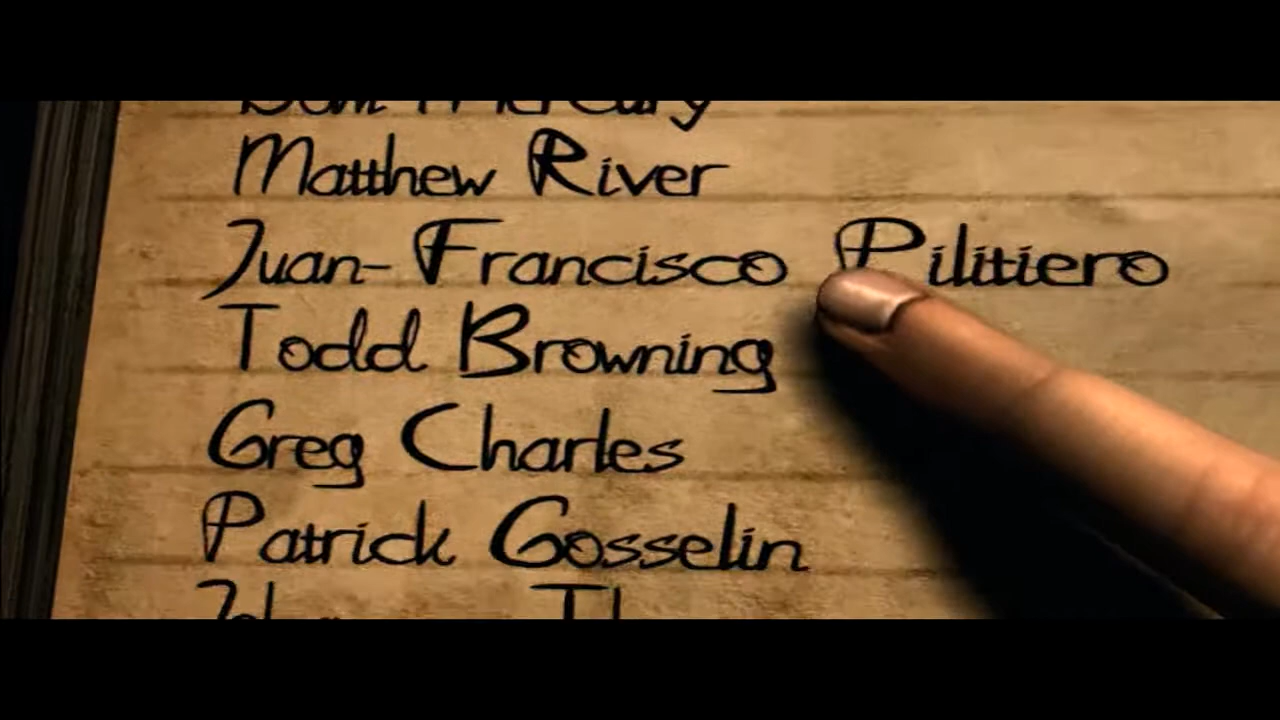 Matthew River
Juan-Francisco Pilitiero
Todd Browning
Greg Charles
Patrick Gosselin